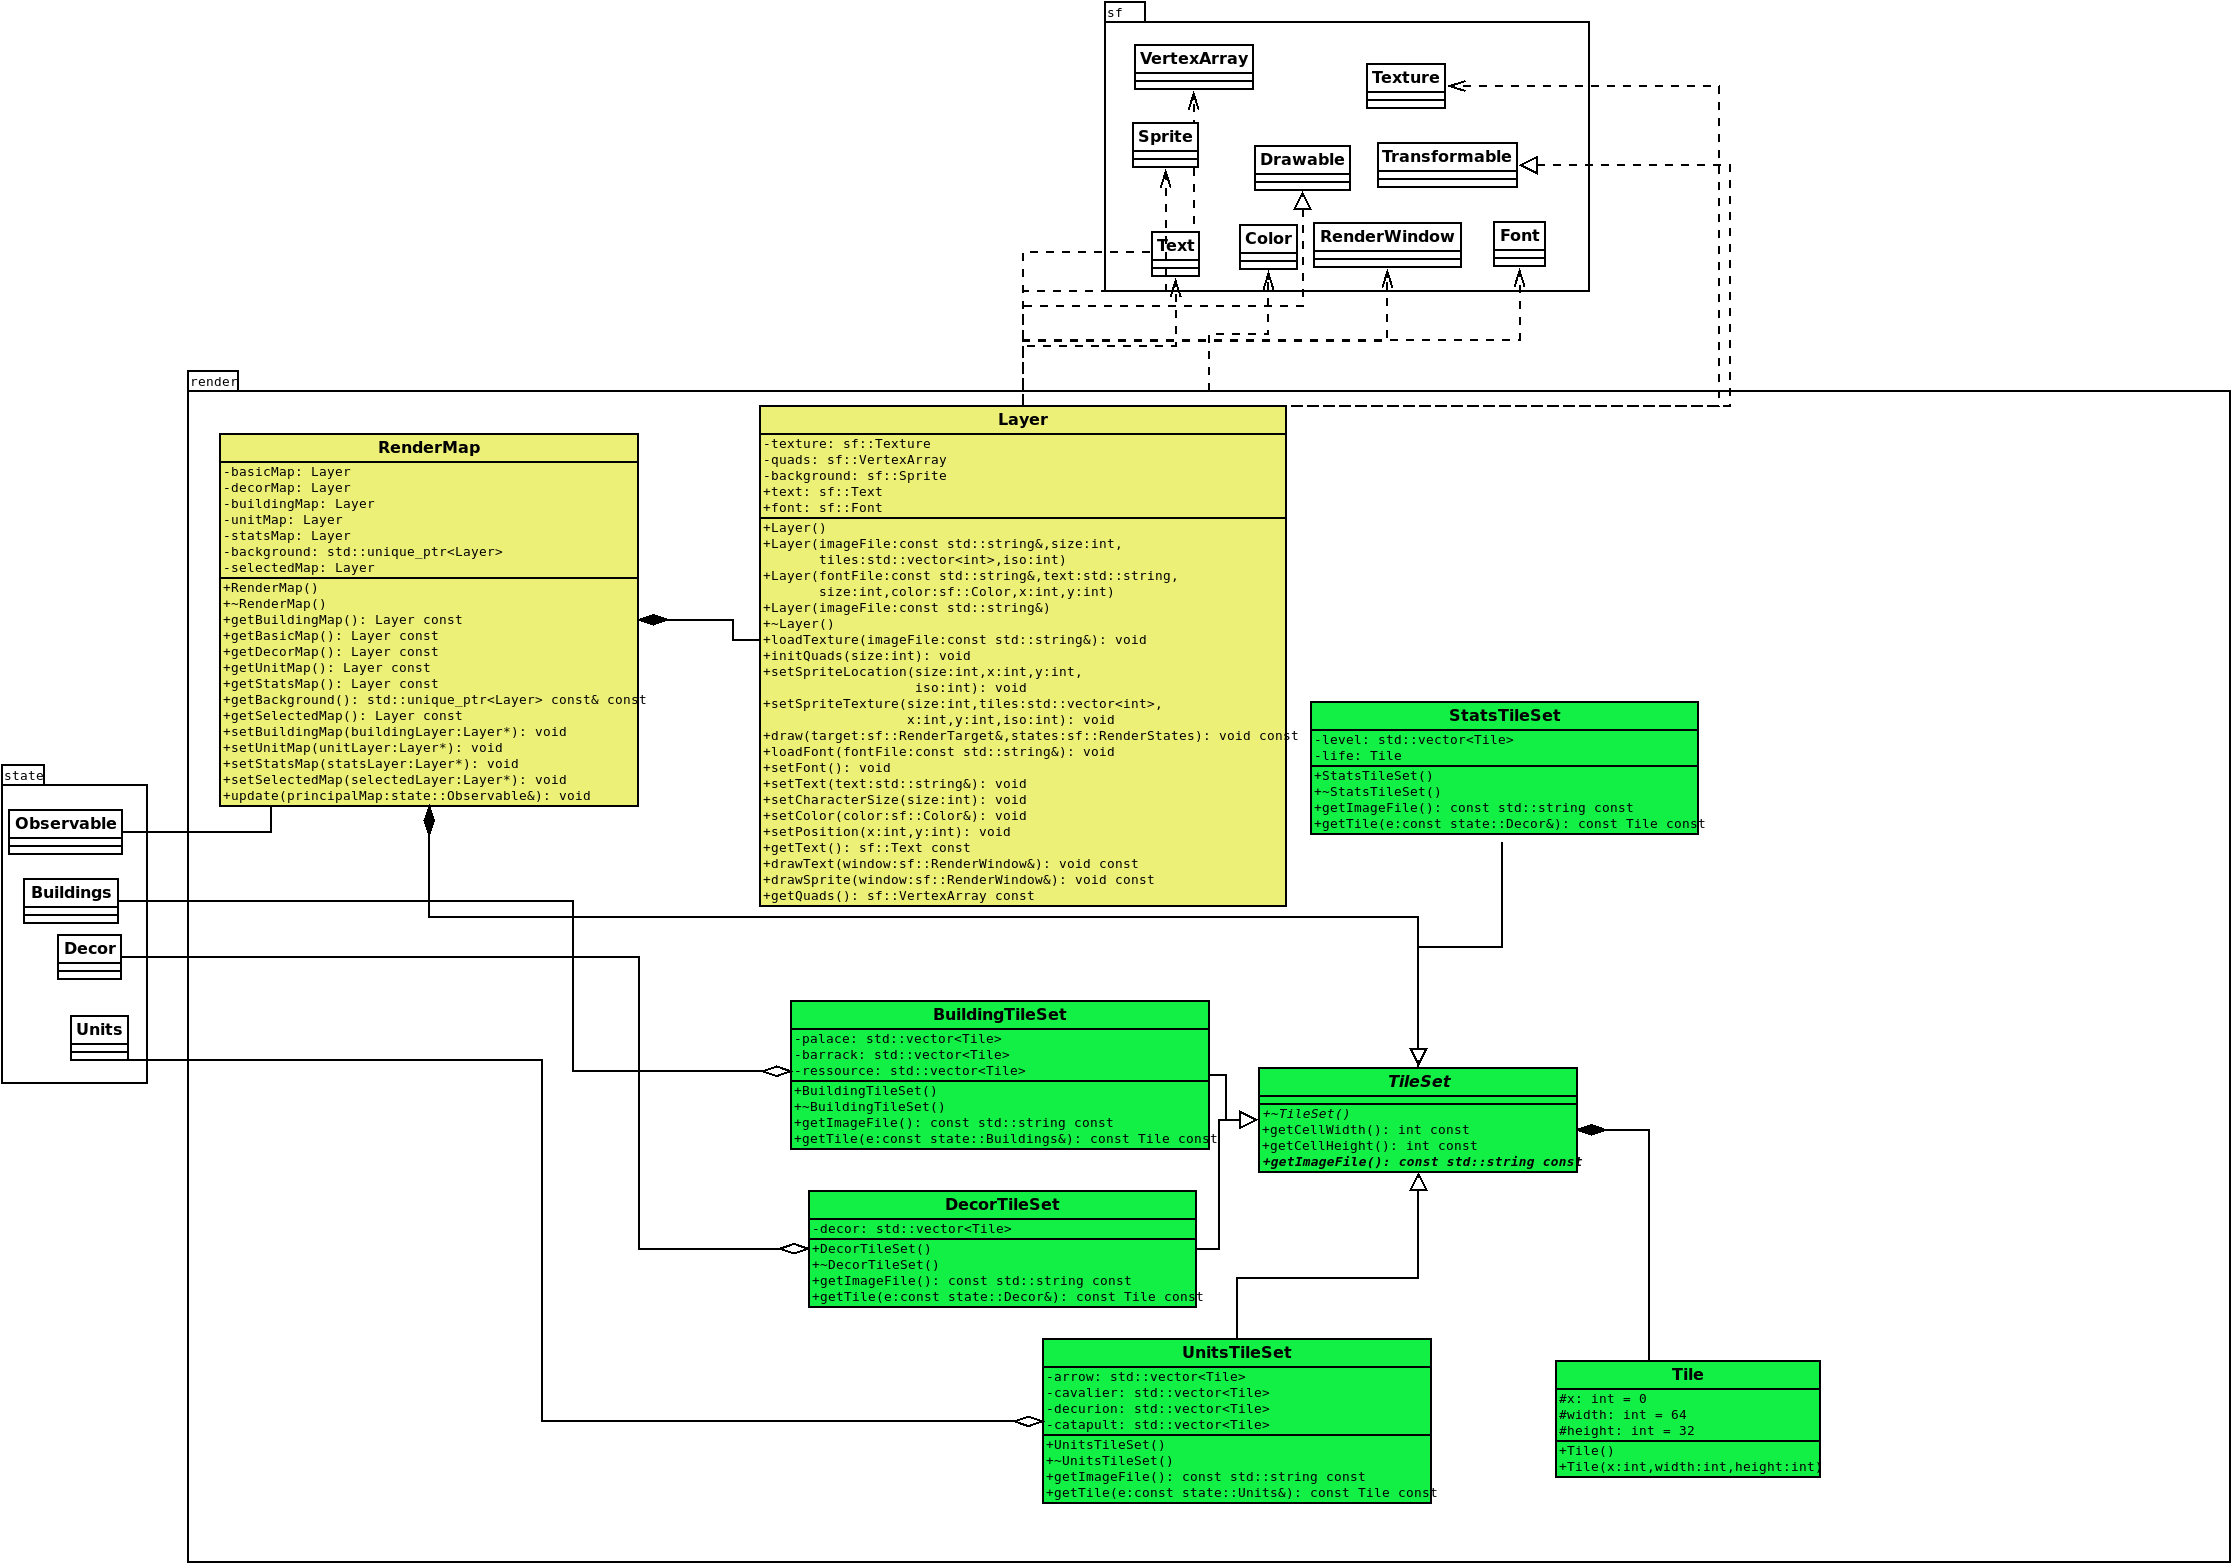 sf
VertexArray
Texture
Sprite
Drawable
Transformable
Text
Color
RenderWindow
Font
render
Layer
-texture: sf::Texture
-quads: sf::VertexArray
-background: sf::Sprite
+text: sf::Text
+font: sf::Font
+Layer()
+Layer(imageFile:const std::string&,size:int,
tiles:std::vector<int>,iso:int)
+Layer(fontFile:const std::string&,text:std::string,
size:int,color:sf::Color,x:int,y:int)
+Layer(imageFile:const std::string&)
+~Layer()
+loadTexture(imageFile:const std::string&): void
+initQuads(size:int): void
+setSpriteLocation(size:int,x:int,y:int,
iso:int): void
+setSpriteTexture(size:int,tiles:std::vector<int>,
x:int,y:int,iso:int): void
+draw(target:sf::RenderTarget&,states:sf::RenderStates): void const
+loadFont(fontFile:const std::string&): void
+setFont(): void
+setText(text:std::string&): void
+setCharacterSize(size:int): void
+setColor(color:sf::Color&): void
+setPosition(x:int,y:int): void
+getText(): sf::Text const
+drawText(window:sf::RenderWindow&): void const
+drawSprite(window:sf::RenderWindow&): void const
+getQuads(): sf::VertexArray const
RenderMap
-basicMap: Layer
-decorMap: Layer
-buildingMap: Layer
-unitMap: Layer
-statsMap: Layer
-background: std::unique_ptr<Layer>
-selectedMap: Layer
+RenderMap()
+~RenderMap()
+getBuildingMap(): Layer const
+getBasicMap(): Layer const
+getDecorMap(): Layer const
+getUnitMap(): Layer const
+getStatsMap(): Layer const
+getBackground(): std::unique_ptr<Layer> const& const
+getSelectedMap(): Layer const
+setBuildingMap(buildingLayer:Layer*): void
+setUnitMap(unitLayer:Layer*): void
+setStatsMap(statsLayer:Layer*): void
+setSelectedMap(selectedLayer:Layer*): void
+update(principalMap:state::Observable&): void
StatsTileSet
-level: std::vector<Tile>
-life: Tile
+StatsTileSet()
+~StatsTileSet()
+getImageFile(): const std::string const
+getTile(e:const state::Decor&): const Tile const
state
Observable
Buildings
Decor
Units
BuildingTileSet
-palace: std::vector<Tile>
-barrack: std::vector<Tile>
-ressource: std::vector<Tile>
+BuildingTileSet()
+~BuildingTileSet()
+getImageFile(): const std::string const
+getTile(e:const state::Buildings&): const Tile const
TileSet
+~TileSet()
+getCellWidth(): int const
+getCellHeight(): int const
+getImageFile(): const std::string const
DecorTileSet
-decor: std::vector<Tile>
+DecorTileSet()
+~DecorTileSet()
+getImageFile(): const std::string const
+getTile(e:const state::Decor&): const Tile const
UnitsTileSet
-arrow: std::vector<Tile>
-cavalier: std::vector<Tile>
-decurion: std::vector<Tile>
-catapult: std::vector<Tile>
+UnitsTileSet()
+~UnitsTileSet()
+getImageFile(): const std::string const
+getTile(e:const state::Units&): const Tile const
Tile
#x: int = 0
#width: int = 64
#height: int = 32
+Tile()
+Tile(x:int,width:int,height:int)